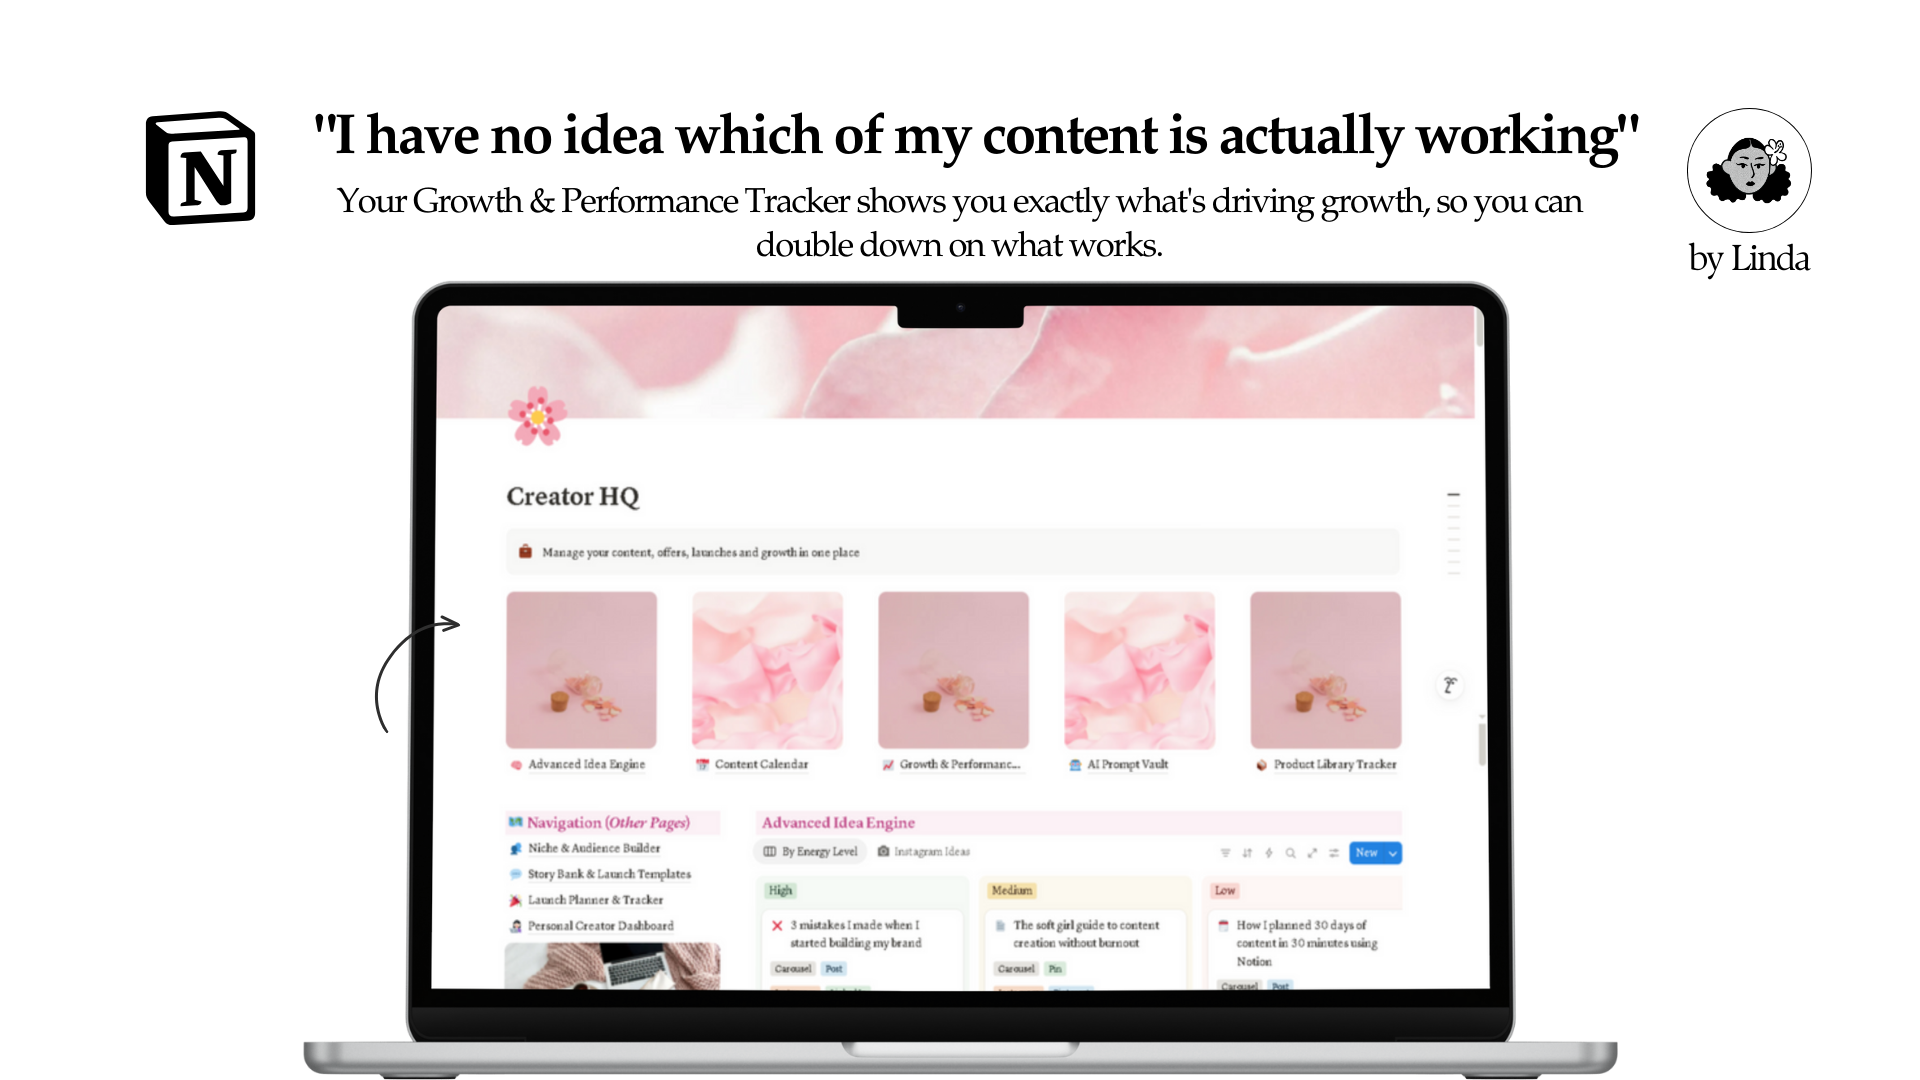 N
"I have no idea which of my content is actually working"
Your Growth & Performance Tracker shows you exactly what's driving growth, so you can
double down on what works.
by Linda
Creator HQ
Manage your content, offers, launches and growth in one place
Advanced Idea Engine
Content Calendar
Growth & Performanc...
AI Prompt Vault
Product Library Tracker
Navigation (Other Pages)
Niche & Audience Builder
Story Bank & Launch Templates
Launch Planner & Tracker
Personal Creator Dashboard
Advanced Idea Engine
By Energy Level
Instagram Ideas
New
High
3 mistakes I made when I
started building my brand
Carousel Post
Medium
The soft girl guide to content
creation without burnout
Carousel Pin
Low
How I planned 30 days of
content in 30 minutes using
Notion
Carousel Post